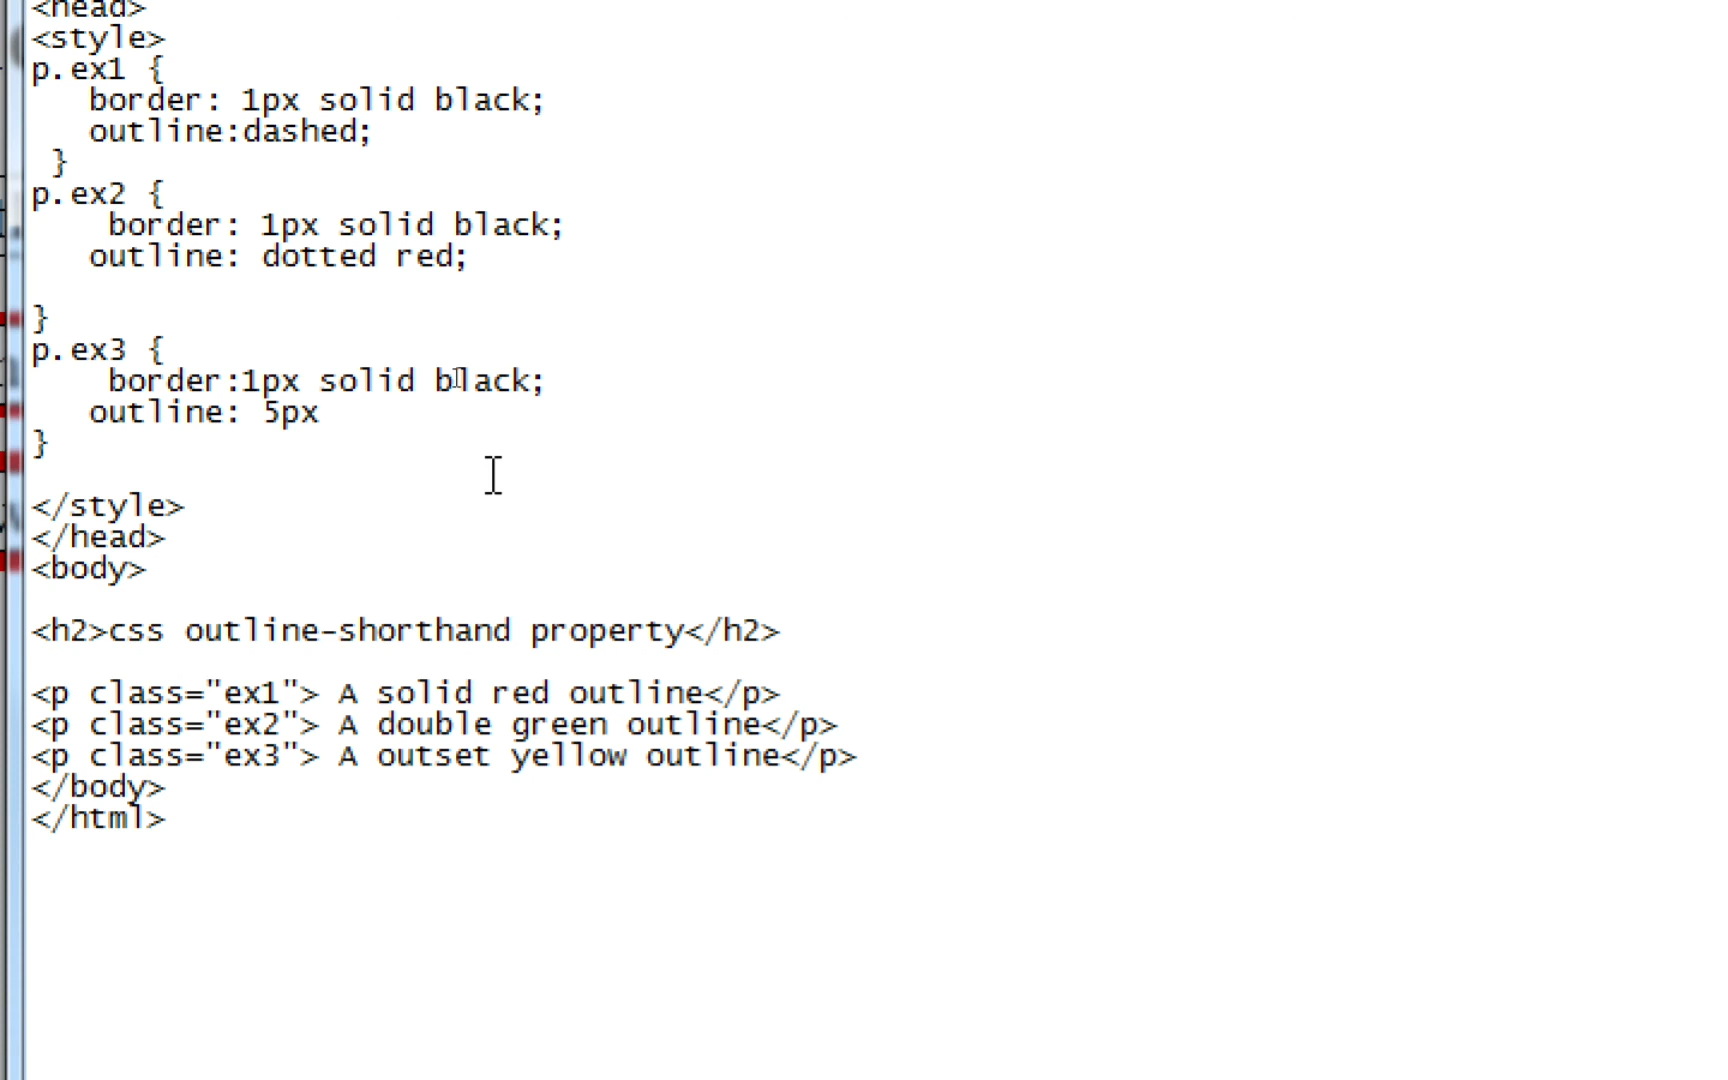 <head>
<style>
p.ex1 {
   border: 1px solid black;
   outline:dashed;
 }
p.ex2 {
    border: 1px solid black;
   outline: dotted red;
}
p.ex3 {
    border:1px solid black;
   outline: 5px
}
</style>
</head>
<body>
<h2>css outline-shorthand property</h2>
<p class="ex1"> A solid red outline</p>
<p class="ex2"> A double green outline</p>
<p class="ex3"> A outset yellow outline</p>
</body>
</html>